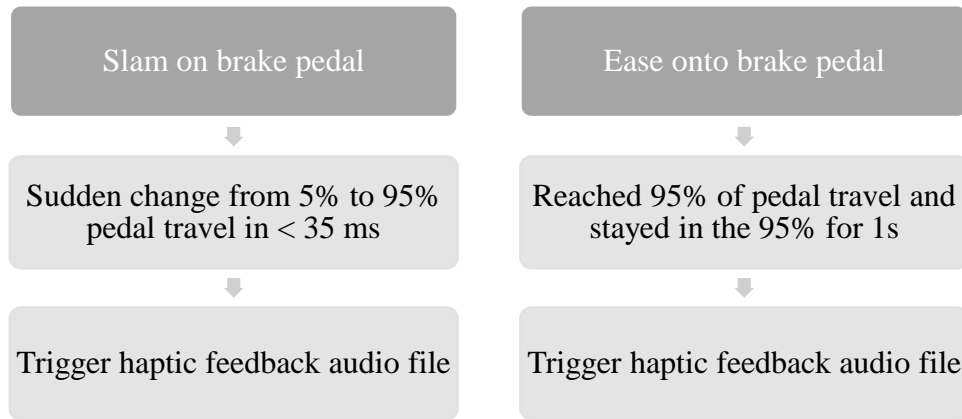 Slam on brake pedal
Sudden change from 5% to 95%
pedal travel in < 35 ms
Trigger haptic feedback audio file
Ease onto brake pedal
Reached 95% of pedal travel and
stayed in the 95% for 1s
Trigger haptic feedback audio file